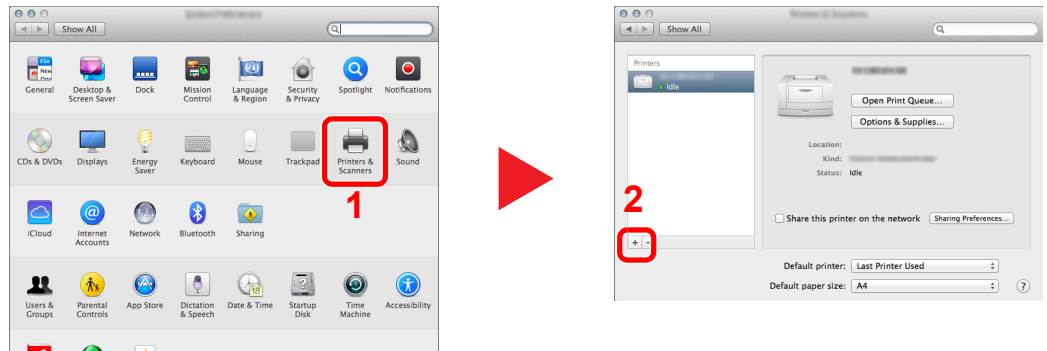 Show All
General
Desktop &
Screen Saver
Dock
Mission
Control
Language
& Region
Security
& Privacy
Spotlight
Notifications
CDs & DVDs
Displays
Energy
Saver
Keyboard
Mouse
Trackpad
Printers &
Scanners
Sound
1
iCloud
Internet
Accounts
Network
Bluetooth
Sharing
Users &
Groups
Parental
Controls
App Store
Dictation
& Speech
Date & Time
Startup
Disk
Time
Machine
Accessibility
Show All
Printers
Idle
Open Print Queue...
Options & Supplies...
Location:
Kind:
Status: Idle
2
Share this printer on the network Sharing Preferences...
+ -
Default printer: Last Printer Used
Default paper size: A4 ?